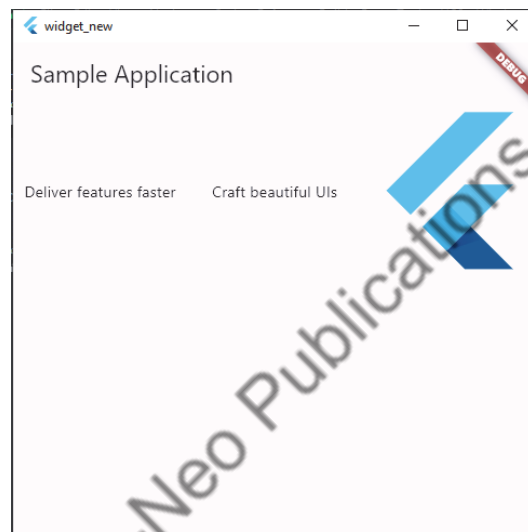 widget_new
DEBUG
Sample Application
Deliver features faster
Craft beautiful UIs
Neo Publications